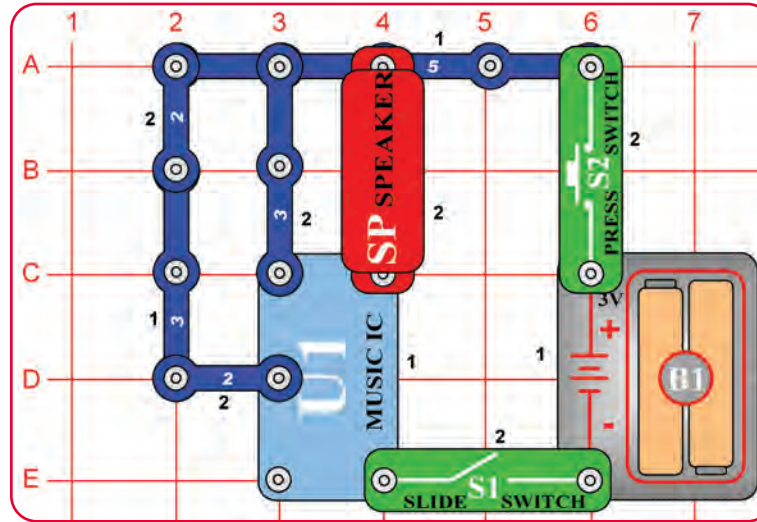 1 2 3 4 5 6 7
A
B
C
D
E
1
5
2
2
3
2
2
2
1
3
2
2
1
1
2
SP SPEAKER
S2 PRESS SWITCH
U1 MUSIC IC
3V
+
-
B1
SLIDE S1 SWITCH